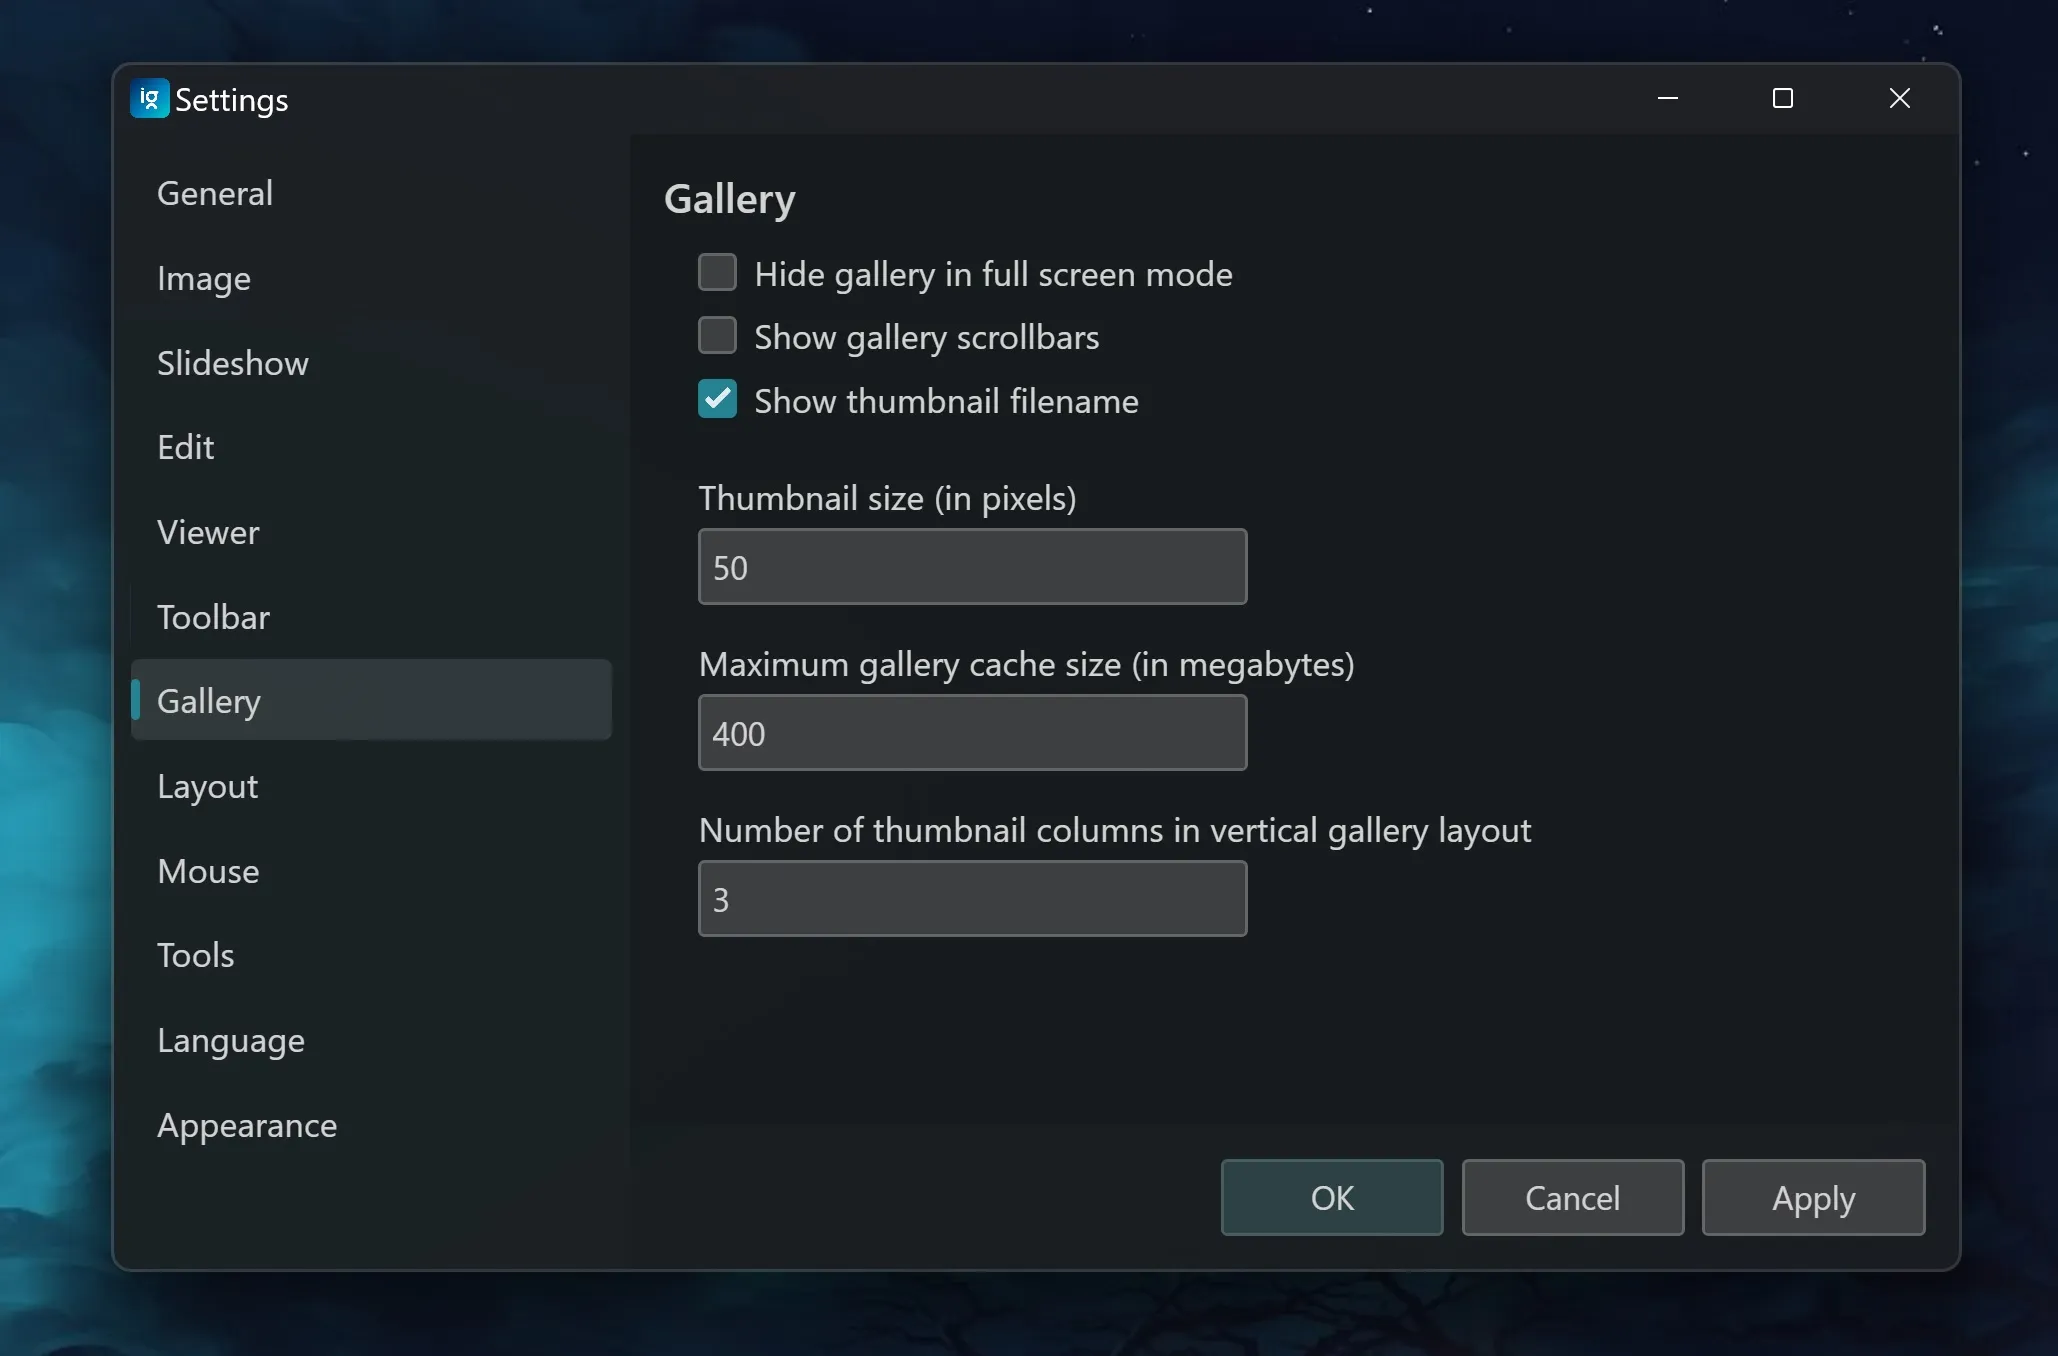 ig Settings
General
Image
Slideshow
Edit
Viewer
Toolbar
Gallery
Layout
Mouse
Tools
Language
Appearance
Gallery
Hide gallery in full screen mode
Show gallery scrollbars
Show thumbnail filename
Thumbnail size (in pixels)
50
Maximum gallery cache size (in megabytes)
400
Number of thumbnail columns in vertical gallery layout
3
OK Cancel Apply